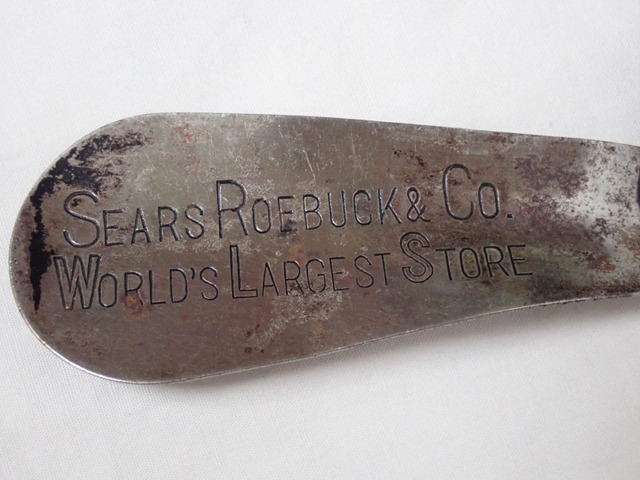 SEARS ROEBUCK & CO.
WORLD'S LARGEST STORE